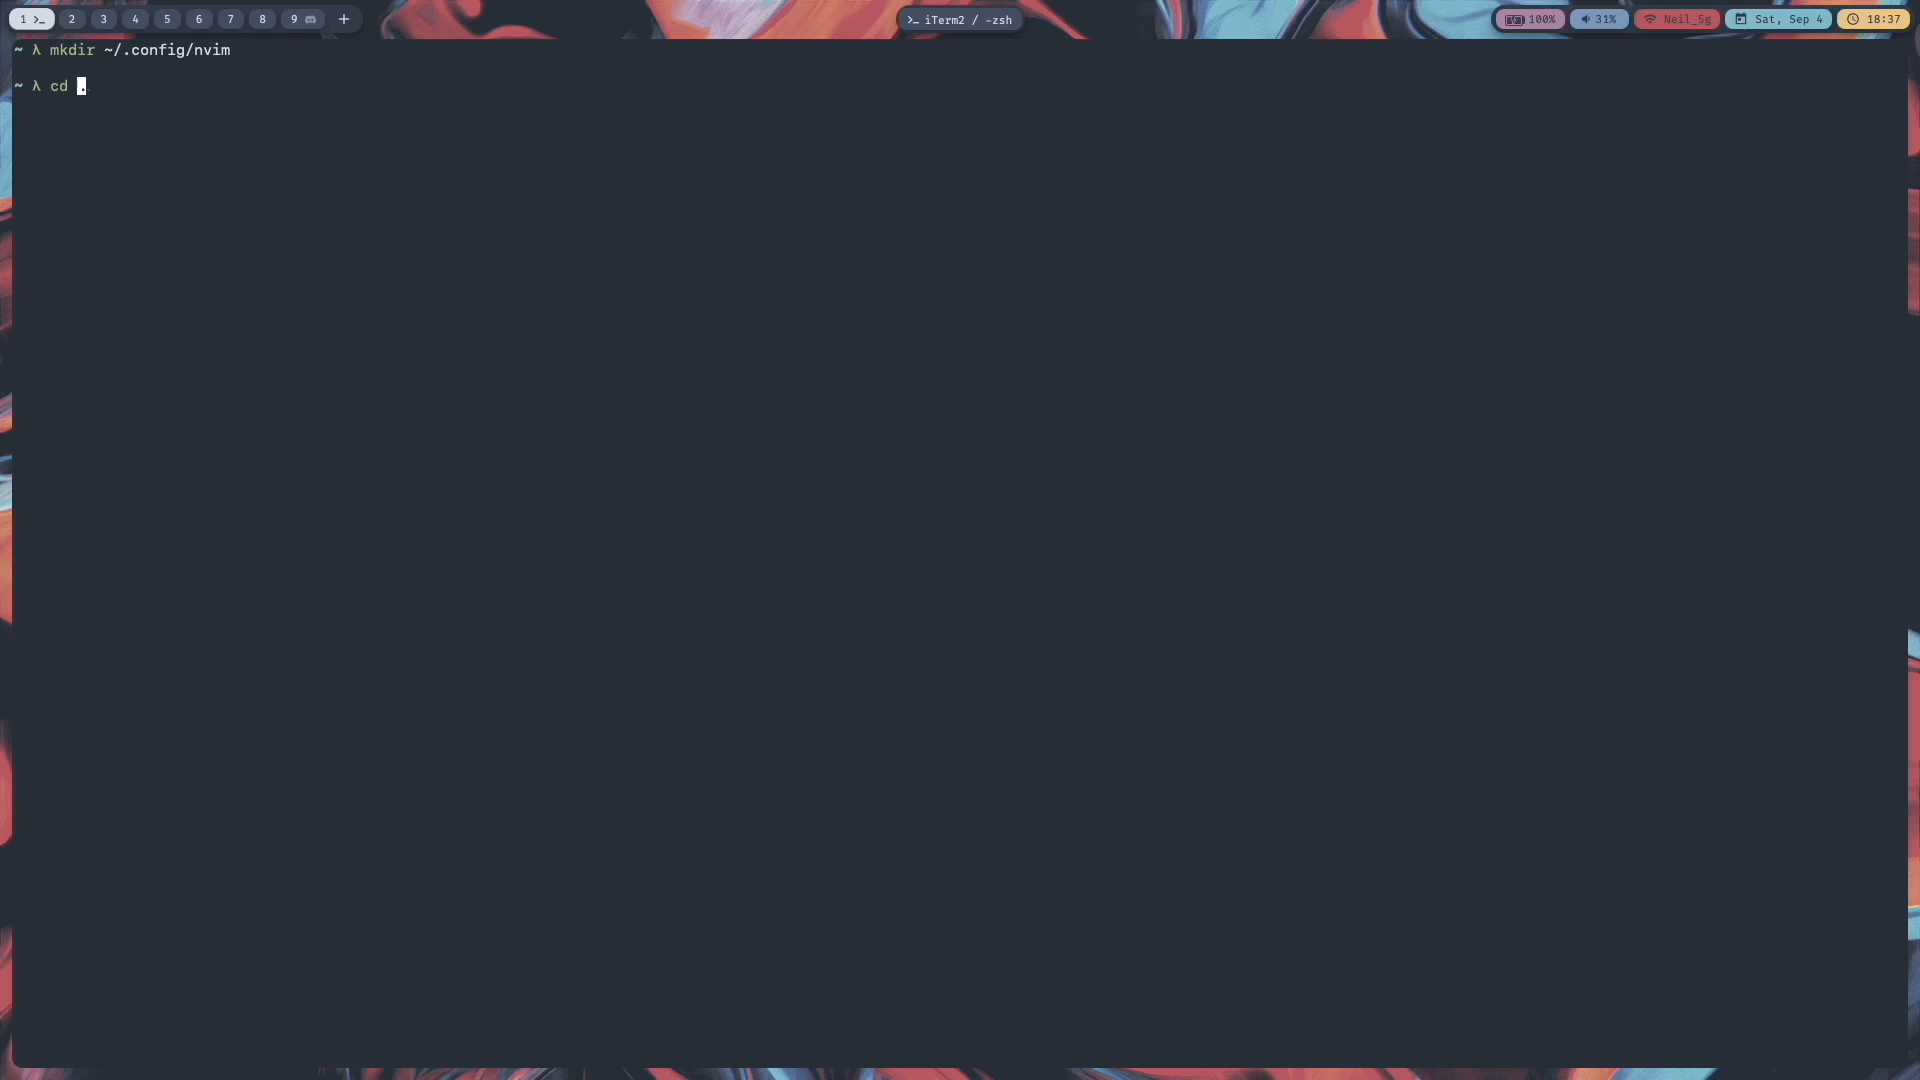 1 >_ 2 3 4 5 6 7 8 9 +
>_ iTerm2 / -zsh
100% 31% Neil_5g Sat, Sep 4 18:37
~ λ mkdir ~/.config/nvim
~ λ cd .